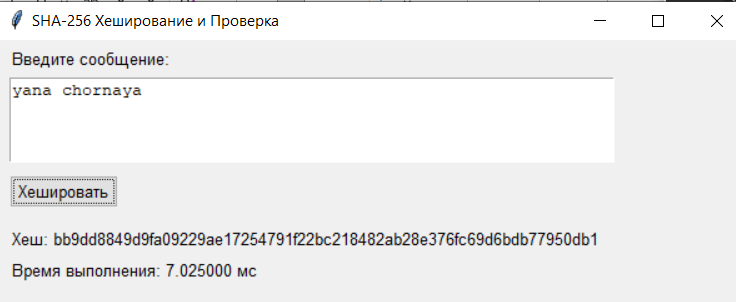 SHA-256 Хеширование и Проверка
Введите сообщение:
yana chornaya
Хешировать
Хеш: bb9dd8849d9fa09229ae17254791f22bc218482ab28e376fc69d6bdb77950db1
Время выполнения: 7.025000 мс